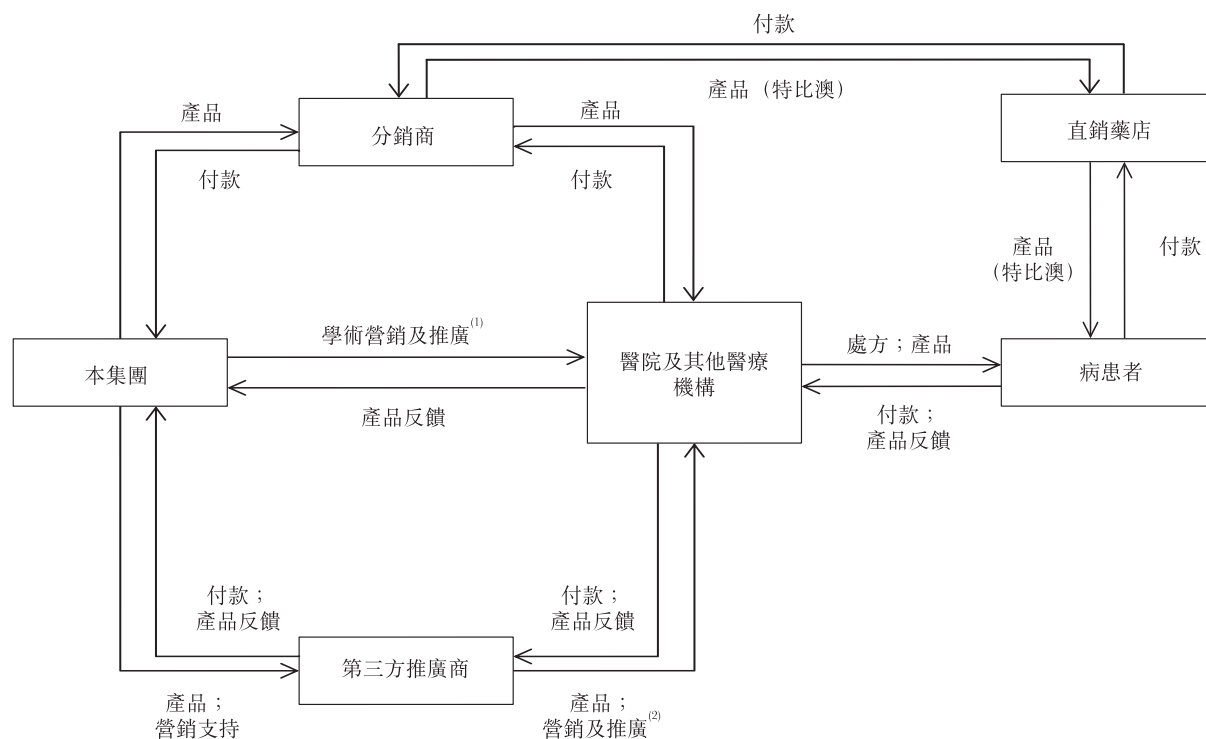 付款
產品（特比澳）
產品
產品
分銷商
直銷藥店
付款
付款
產品
（特比澳）
付款
學術營銷及推廣(1)
處方；產品
本集團
醫院及其他醫療
機構
病患者
產品反饋
付款；
產品反饋
付款；
產品反饋
付款；
產品反饋
第三方推廣商
產品；
營銷支持
產品；
營銷及推廣(2)